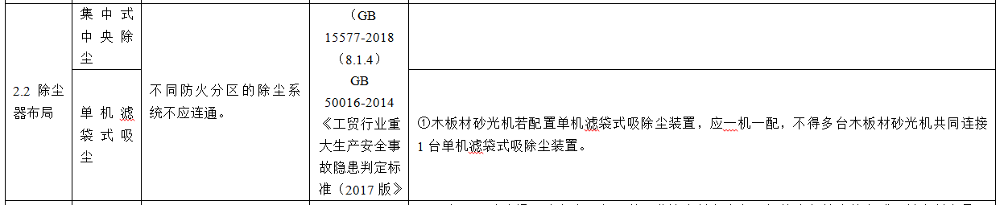 2.2 除尘
器布局
集中式
中央除
尘
单机滤
袋式吸
尘
不同防火分区的除尘系
统不应连通。
（GB
15577-2018
（8.1.4）
GB
50016-2014
《工贸行业重
大生产安全事
故隐患判定标
准（2017 版》
①木板材砂光机若配置单机滤袋式吸除尘装置，应一机一配，不得多台木板材砂光机共同连接
1 台单机滤袋式吸除尘装置。